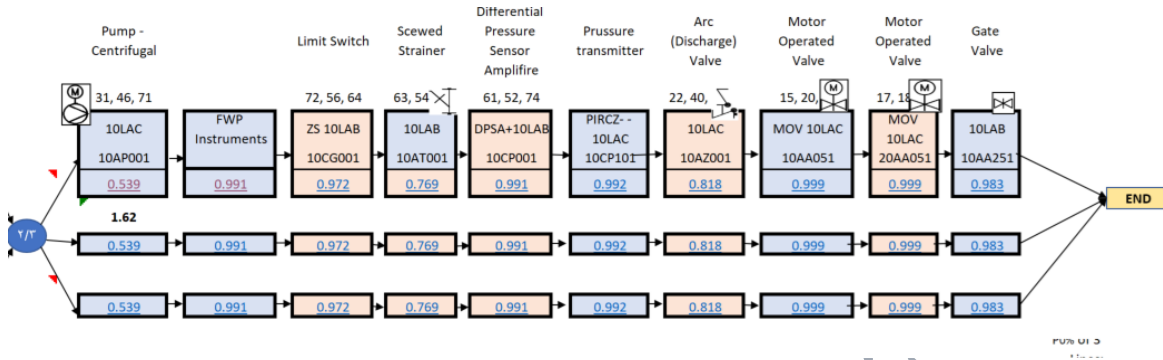 Pump -
Centrifugal
Limit Switch
Scewed
Strainer
Differential
Pressure
Sensor
Amplifire
Prussure
transmitter
Arc
(Discharge)
Valve
Motor
Operated
Valve
Motor
Operated
Valve
Gate
Valve
M
31, 46, 71
72, 56, 64
63, 54
61, 52, 74
22, 40,
15, 20,
M
17, 18
M
10LAC
10AP001
0.539
FWP
Instruments
0.991
ZS 10LAB
10CG001
0.972
10LAB
10AT001
0.769
DPSA+10LAB
10CP001
0.991
PIRCZ- -
10LAC
10CP101
0.992
10LAC
10AZ001
0.818
MOV 10LAC
10AA051
0.999
MOV
10LAC
20AA051
0.999
10LAB
10AA251
0.983
END
۲/۳
1.62
0.539 0.991 0.972 0.769 0.991 0.992 0.818 0.999 0.999 0.983
0.539 0.991 0.972 0.769 0.991 0.992 0.818 0.999 0.999 0.983